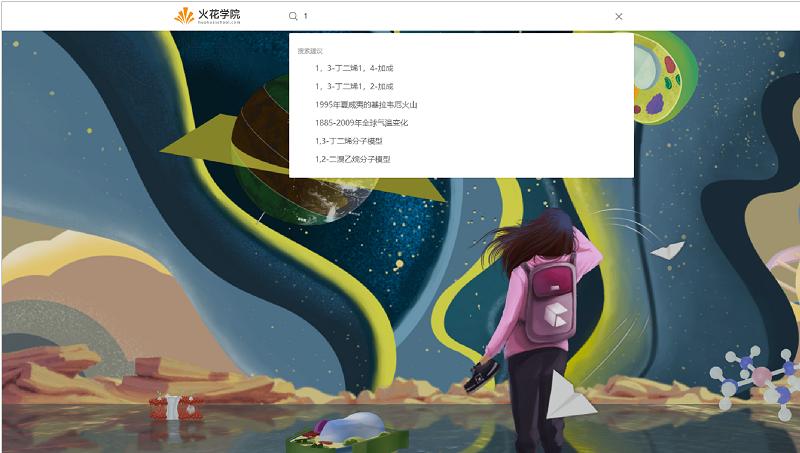 火花学院
huohuaschool.com
1
搜索建议
1，3-丁二烯1，4-加成
1，3-丁二烯1，2-加成
1995年夏威夷的基拉韦厄火山
1885-2009年全球气温变化
1,3-丁二烯分子模型
1,2-二溴乙烷分子模型